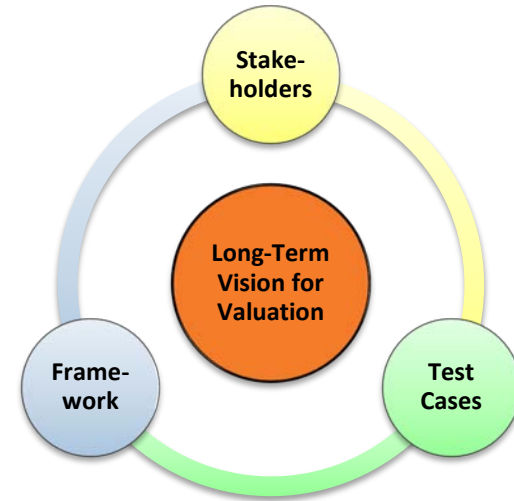 Stake-
holders
Long-Term
Vision for
Valuation
Frame-
work
Test
Cases